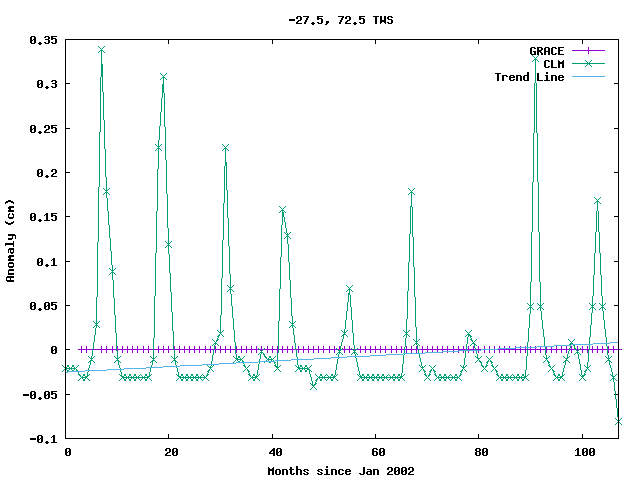 -27.5, 72.5 TWS
GRACE
CLM
Trend Line
0.35
0.3
0.25
0.2
0.15
0.1
0.05
0
-0.05
-0.1
Anomaly (cm)
0 20 40 60 80 100
Months since Jan 2002